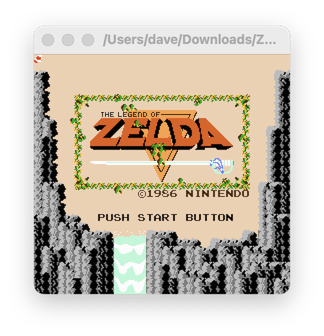 /Users/dave/Downloads/Z...
THE LEGEND OF
ZELDA
©1986 NINTENDO
PUSH START BUTTON